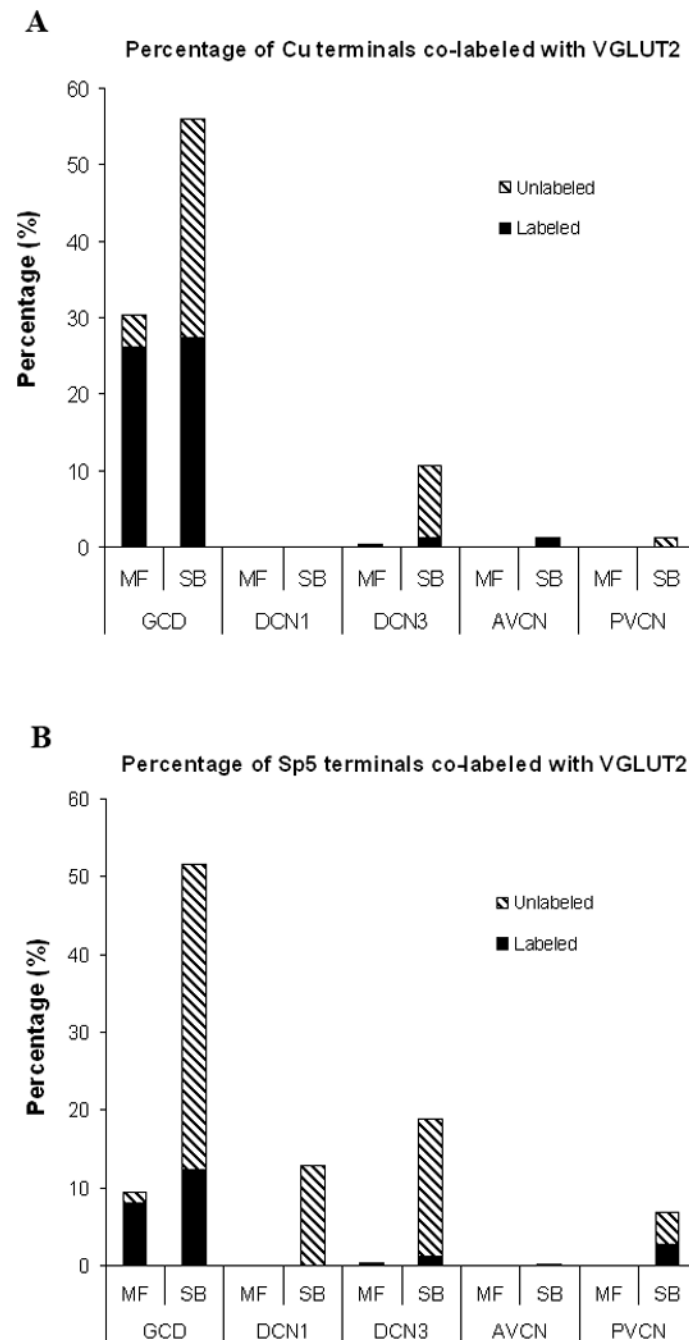 A
Percentage of Cu terminals co-labeled with VGLUT2
60
50
40
30
20
10
0
Percentage (%)
Unlabeled
Labeled
MF SB MF SB MF SB MF SB MF SB
GCD DCN1 DCN3 AVCN PVCN
B
Percentage of Sp5 terminals co-labeled with VGLUT2
60
50
40
30
20
10
0
Percentage (%)
Unlabeled
Labeled
MF SB MF SB MF SB MF SB MF SB
GCD DCN1 DCN3 AVCN PVCN